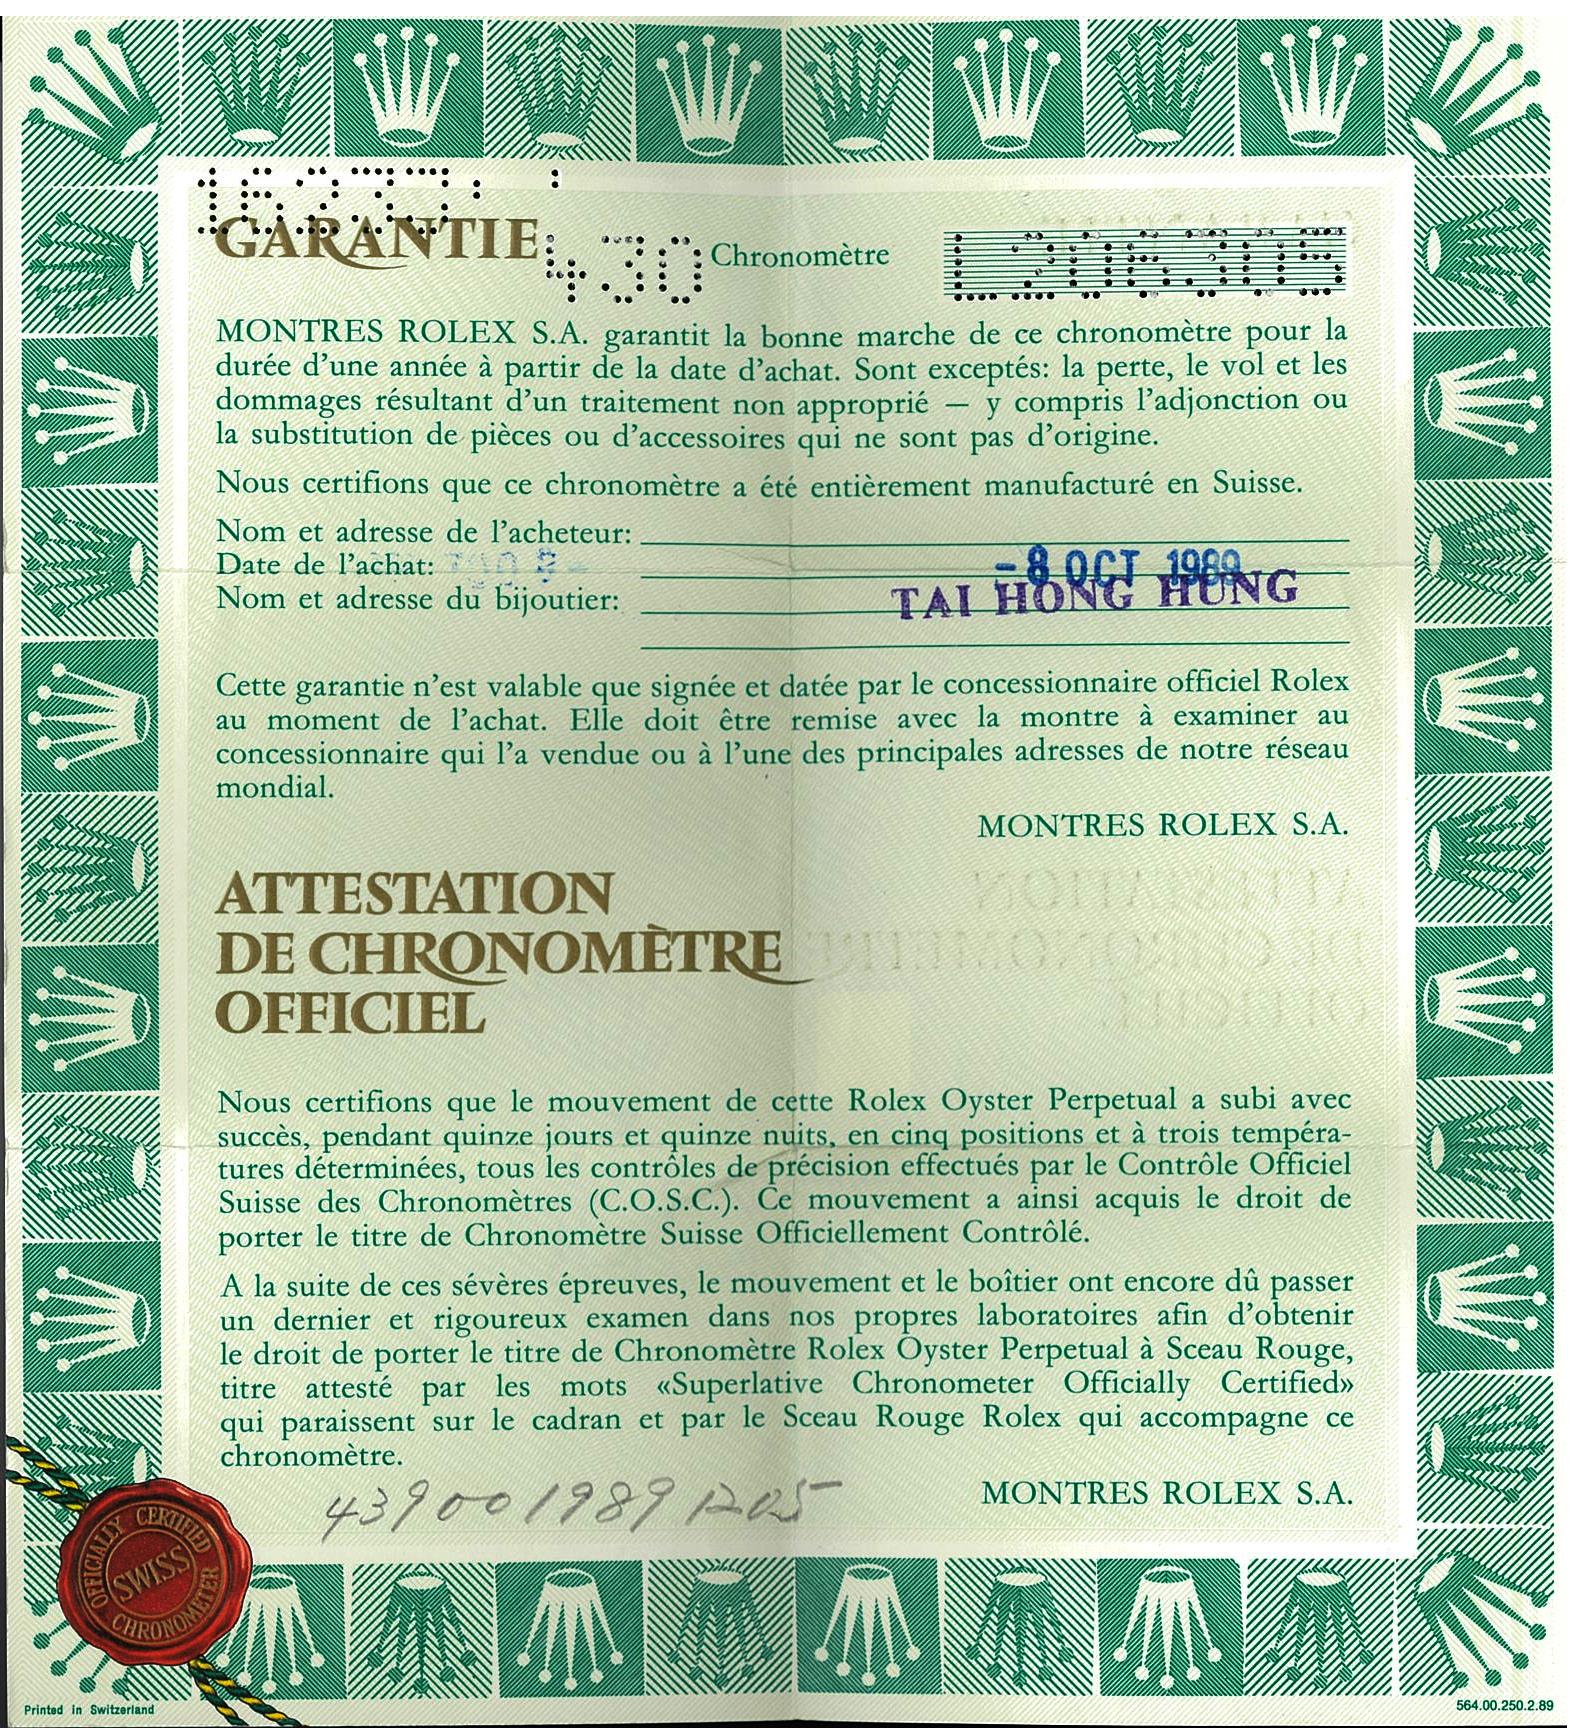 GARANTIE
430
Chronomètre
MONTRES ROLEX S.A. garantit la bonne marche de ce chronomètre pour la
durée d'une année à partir de la date d'achat. Sont exceptés: la perte, le vol et les
dommages résultant d'un traitement non approprié — y compris l'adjonction ou
la substitution de pièces ou d'accessoires qui ne sont pas d'origine.
Nous certifions que ce chronomètre a été entièrement manufacturé en Suisse.
Nom et adresse de l'acheteur:
Date de l'achat: -8 OCT 1989
Nom et adresse du bijoutier: TAI HONG HUNG
Cette garantie n'est valable que signée et datée par le concessionnaire officiel Rolex
au moment de l'achat. Elle doit être remise avec la montre à examiner au
concessionnaire qui l'a vendue ou à l'une des principales adresses de notre réseau
mondial.
MONTRES ROLEX S.A.
ATTESTATION
DE CHRONOMÈTRE
OFFICIEL
Nous certifions que le mouvement de cette Rolex Oyster Perpetual a subi avec
succès, pendant quinze jours et quinze nuits, en cinq positions et à trois tempéra-
tures déterminées, tous les contrôles de précision effectués par le Contrôle Officiel
Suisse des Chronomètres (C.O.S.C.). Ce mouvement a ainsi acquis le droit de
porter le titre de Chronomètre Suisse Officiellement Contrôlé.
A la suite de ces sévères épreuves, le mouvement et le boîtier ont encore dû passer
un dernier et rigoureux examen dans nos propres laboratoires afin d'obtenir
le droit de porter le titre de Chronomètre Rolex Oyster Perpetual à Sceau Rouge,
titre attesté par les mots «Superlative Chronometer Officially Certified»
qui paraissent sur le cadran et par le Sceau Rouge Rolex qui accompagne ce
chronomètre.
MONTRES ROLEX S.A.
4390019891205
OFFICIALLY CERTIFIED
SWISS
CHRONOMETER
Printed in Switzerland
564.00.250.2.89